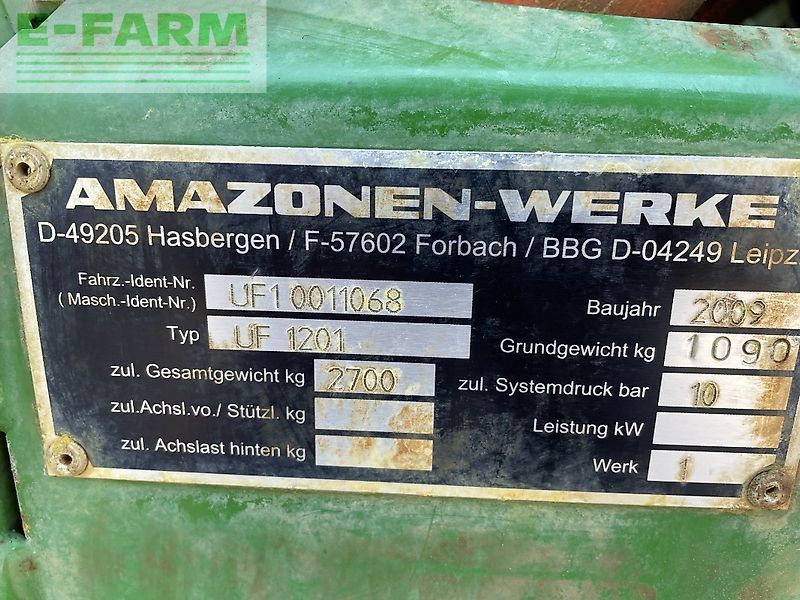 E-FARM
AMAZONEN-WERKE
D-49205 Hasbergen / F-57602 Forbach / BBG D-04249 Leipz
Fahrz.-Ident-Nr.
( Masch.-Ident-Nr.) UF1 0011068
Baujahr 2009
Typ UF 1201
Grundgewicht kg 1090
zul. Gesamtgewicht kg 2700
zul. Systemdruck bar 10
zul.Achsl.vo./ Stützl. kg
Leistung kW
zul. Achslast hinten kg
Werk 1